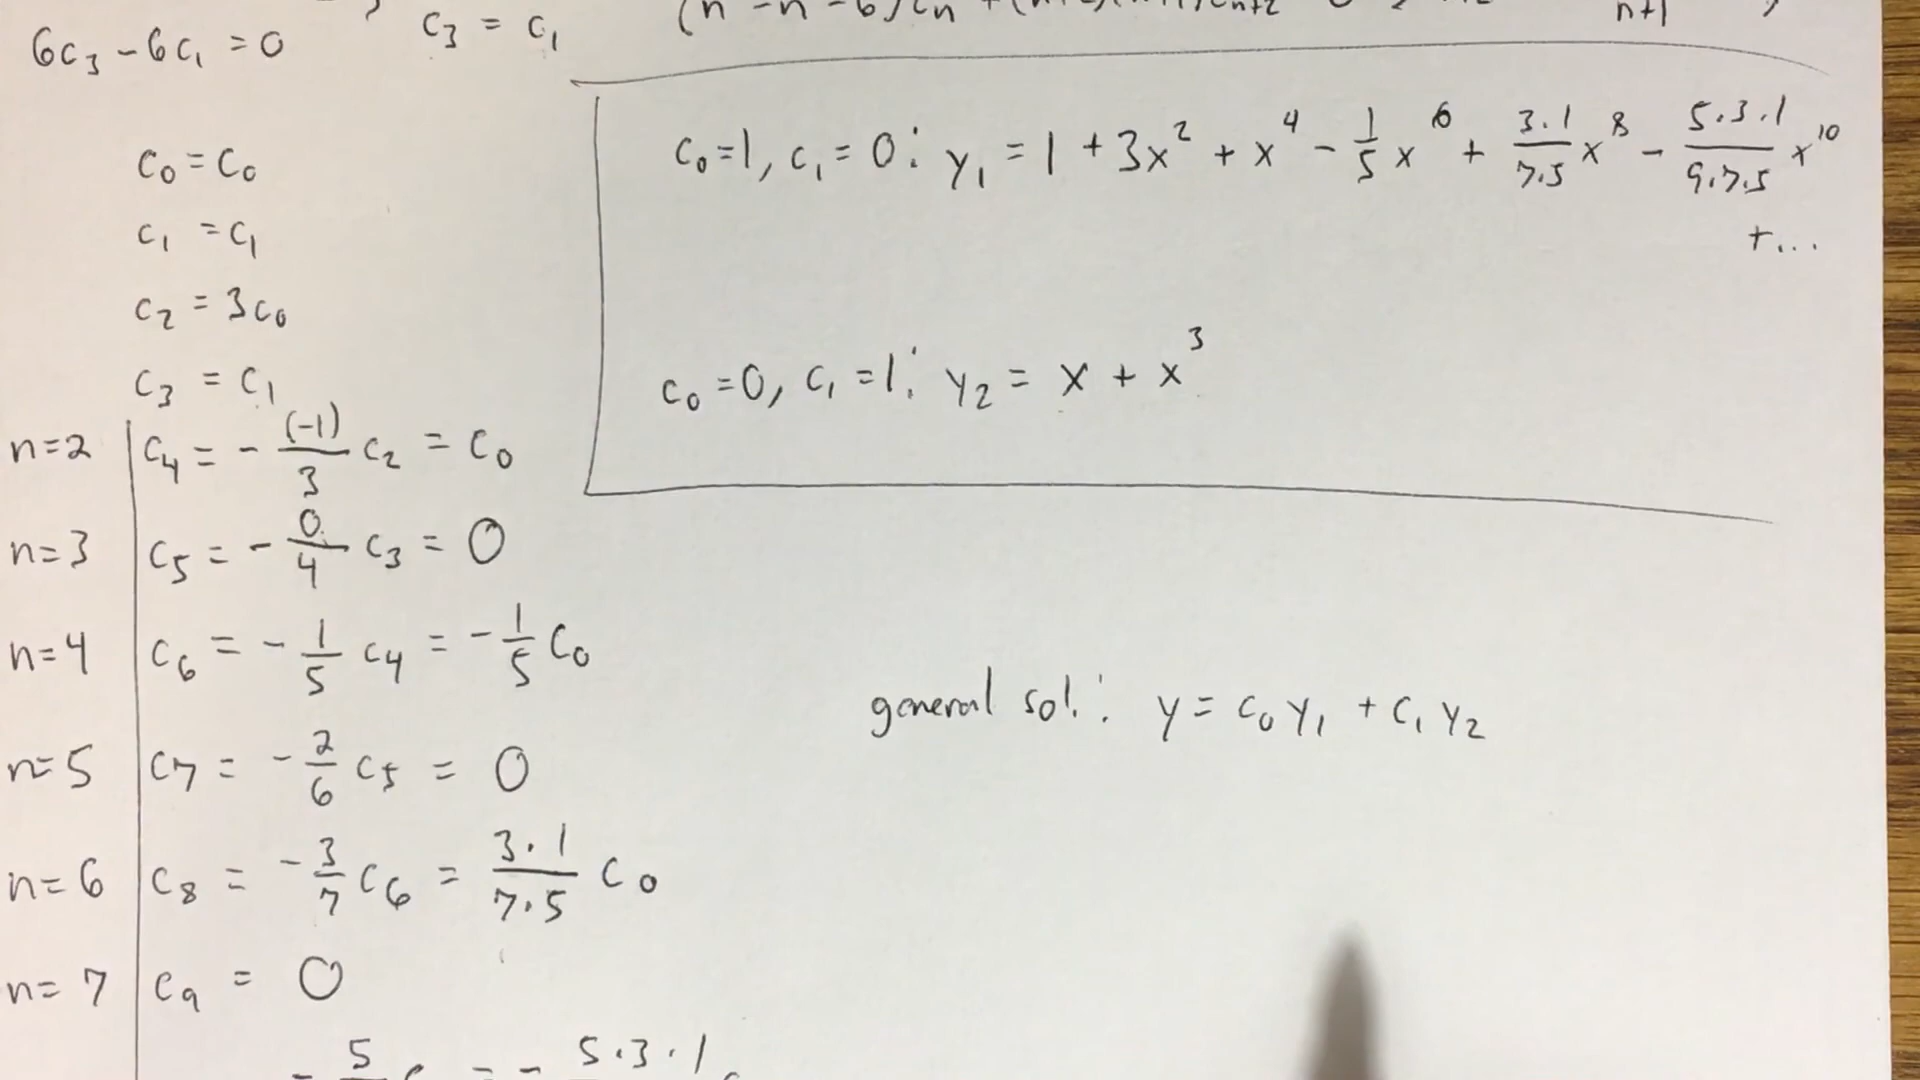 6c₃ - 6c₁ = 0
c₃ = c₁
c₀ = c₀
c₁ = c₁
c₂ = 3c₀
c₃ = c₁
n=2 c₄ = - (-1)/3 c₂ = c₀
n=3 c₅ = - 0/4 c₃ = 0
n=4 c₆ = - 1/5 c₄ = - 1/5 c₀
n=5 c₇ = - 2/6 c₅ = 0
n=6 c₈ = - 3/7 c₆ = 3·1/7·5 c₀
n=7 c₉ = 0
c₀=1, c₁=0: y₁ = 1 + 3x² + x⁴ - 1/5 x⁶ + 3·1/7·5 x⁸ - 5·3·1/9·7·5 x¹⁰
+...
c₀=0, c₁=1: y₂ = x + x³
general sol.: y = c₀y₁ + c₁y₂